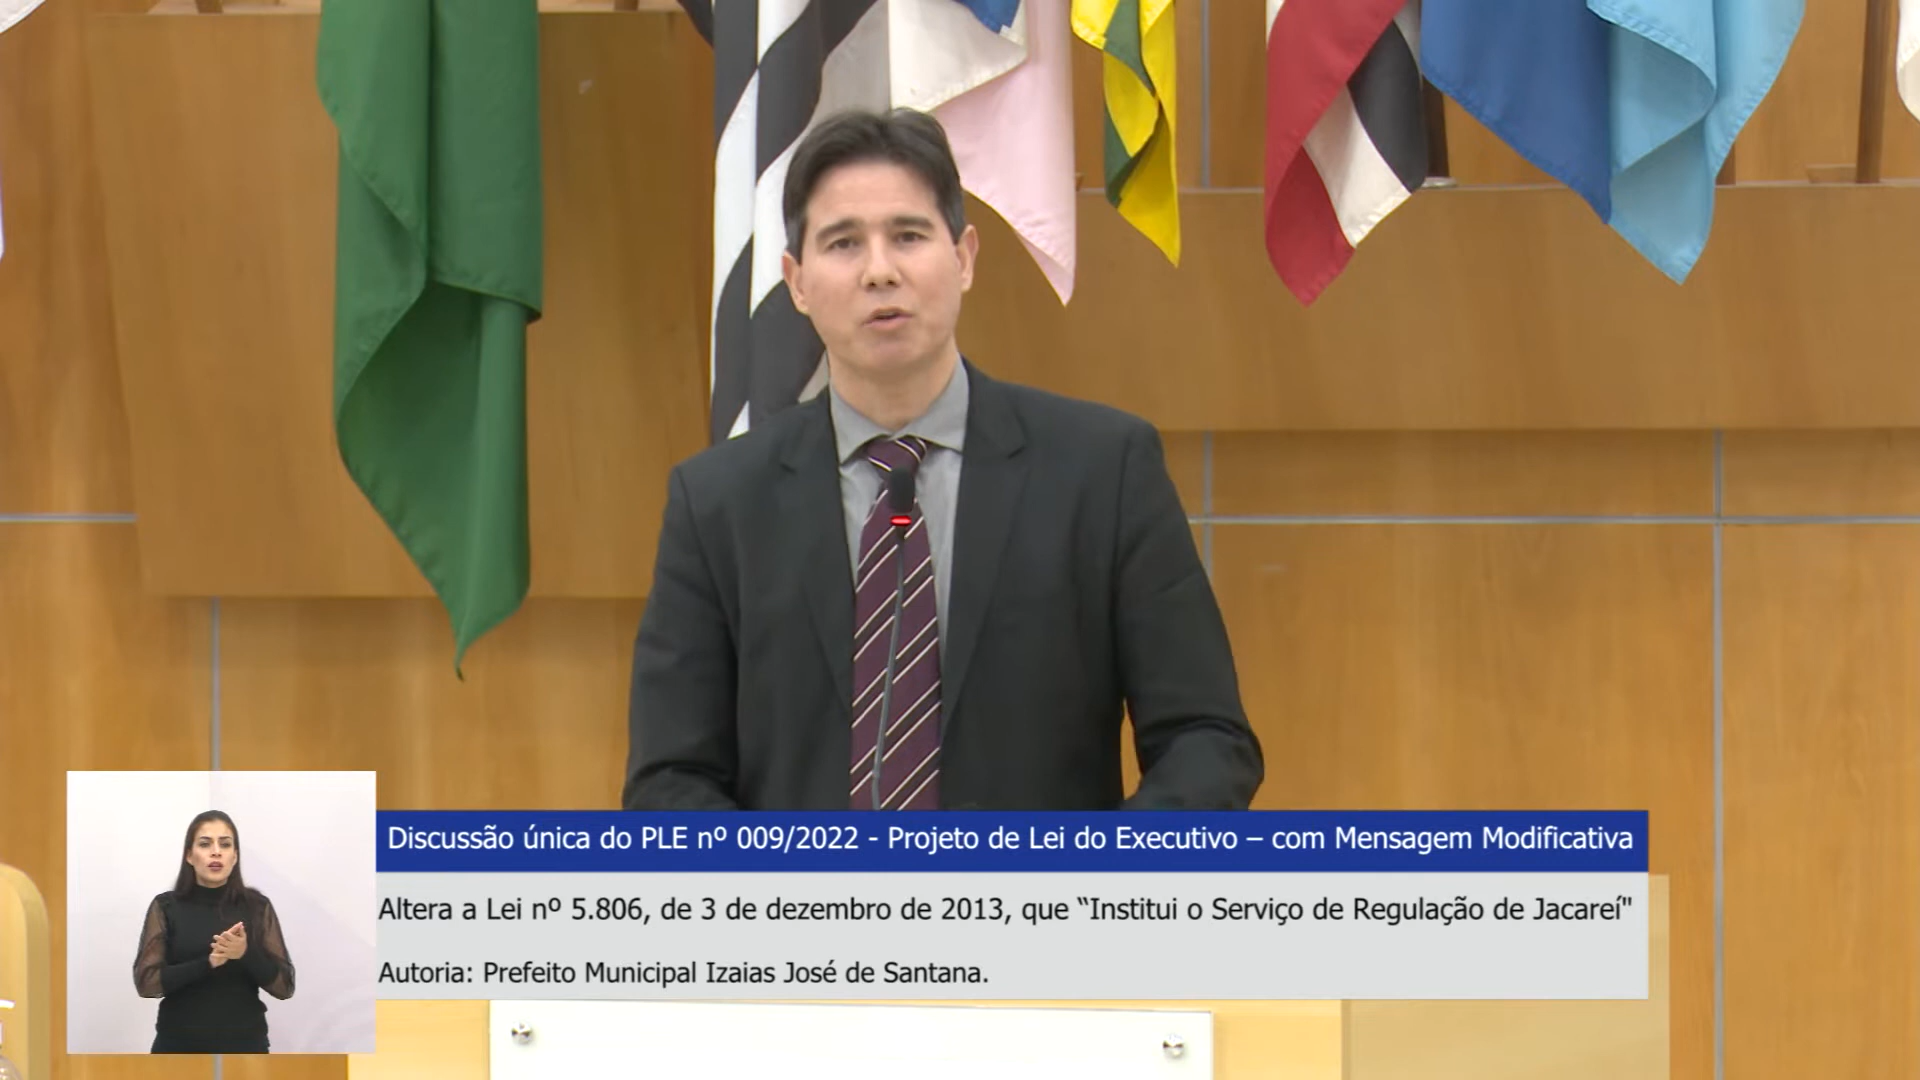 Discussão única do PLE nº 009/2022 - Projeto de Lei do Executivo – com Mensagem Modificativa
Altera a Lei nº 5.806, de 3 de dezembro de 2013, que “Institui o Serviço de Regulação de Jacareí"
Autoria: Prefeito Municipal Izaias José de Santana.